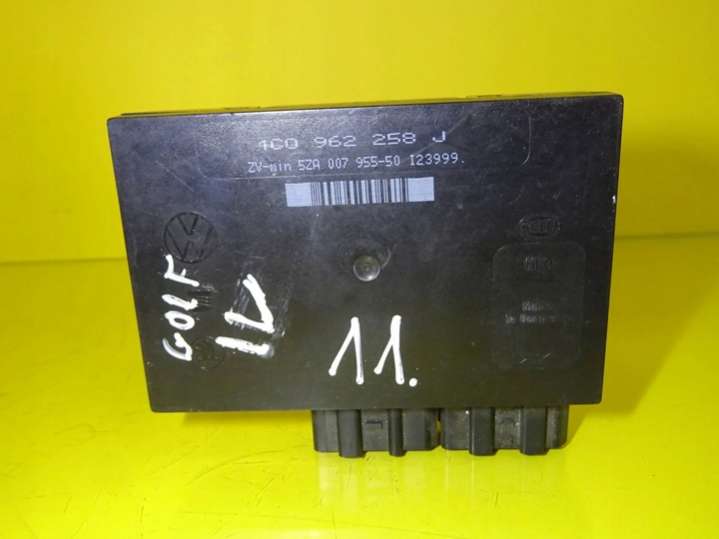 4C0 962 258 J
ZV-min 5ZA 007 955-50 123999.
GOLF
IV
11.